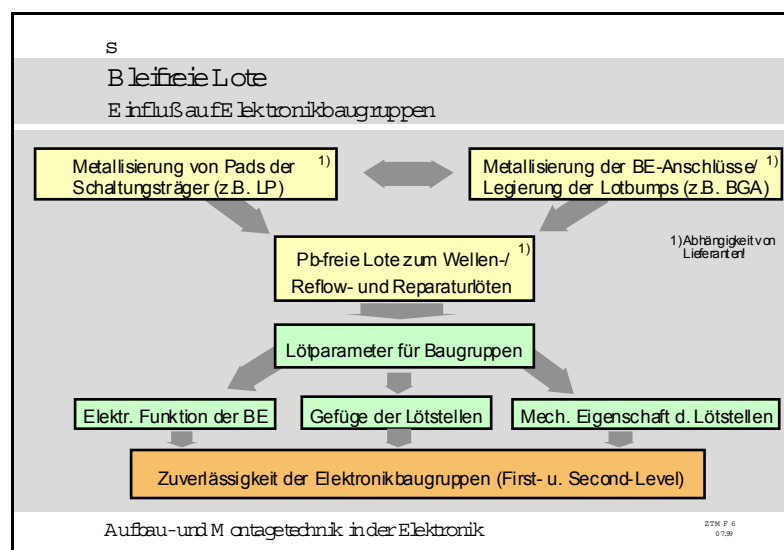 s
Bleifreie Lote
Einfluß auf Elektronikbaugruppen
Metallisierung von Pads der 1)
Schaltungsträger (z.B. LP)
Metallisierung der BE-Anschlüsse/ 1)
Legierung der Lotbumps (z.B. BGA)
1) Abhängigkeit von
Lieferanten!
Pb-freie Lote zum Wellen-/ 1)
Reflow- und Reparaturlöten
Lötparameter für Baugruppen
Elektr. Funktion der BE
Gefüge der Lötstellen
Mech. Eigenschaft d. Lötstellen
Zuverlässigkeit der Elektronikbaugruppen (First- u. Second-Level)
Aufbau- und Montagetechnik in der Elektronik
ZTM F 6
07.99